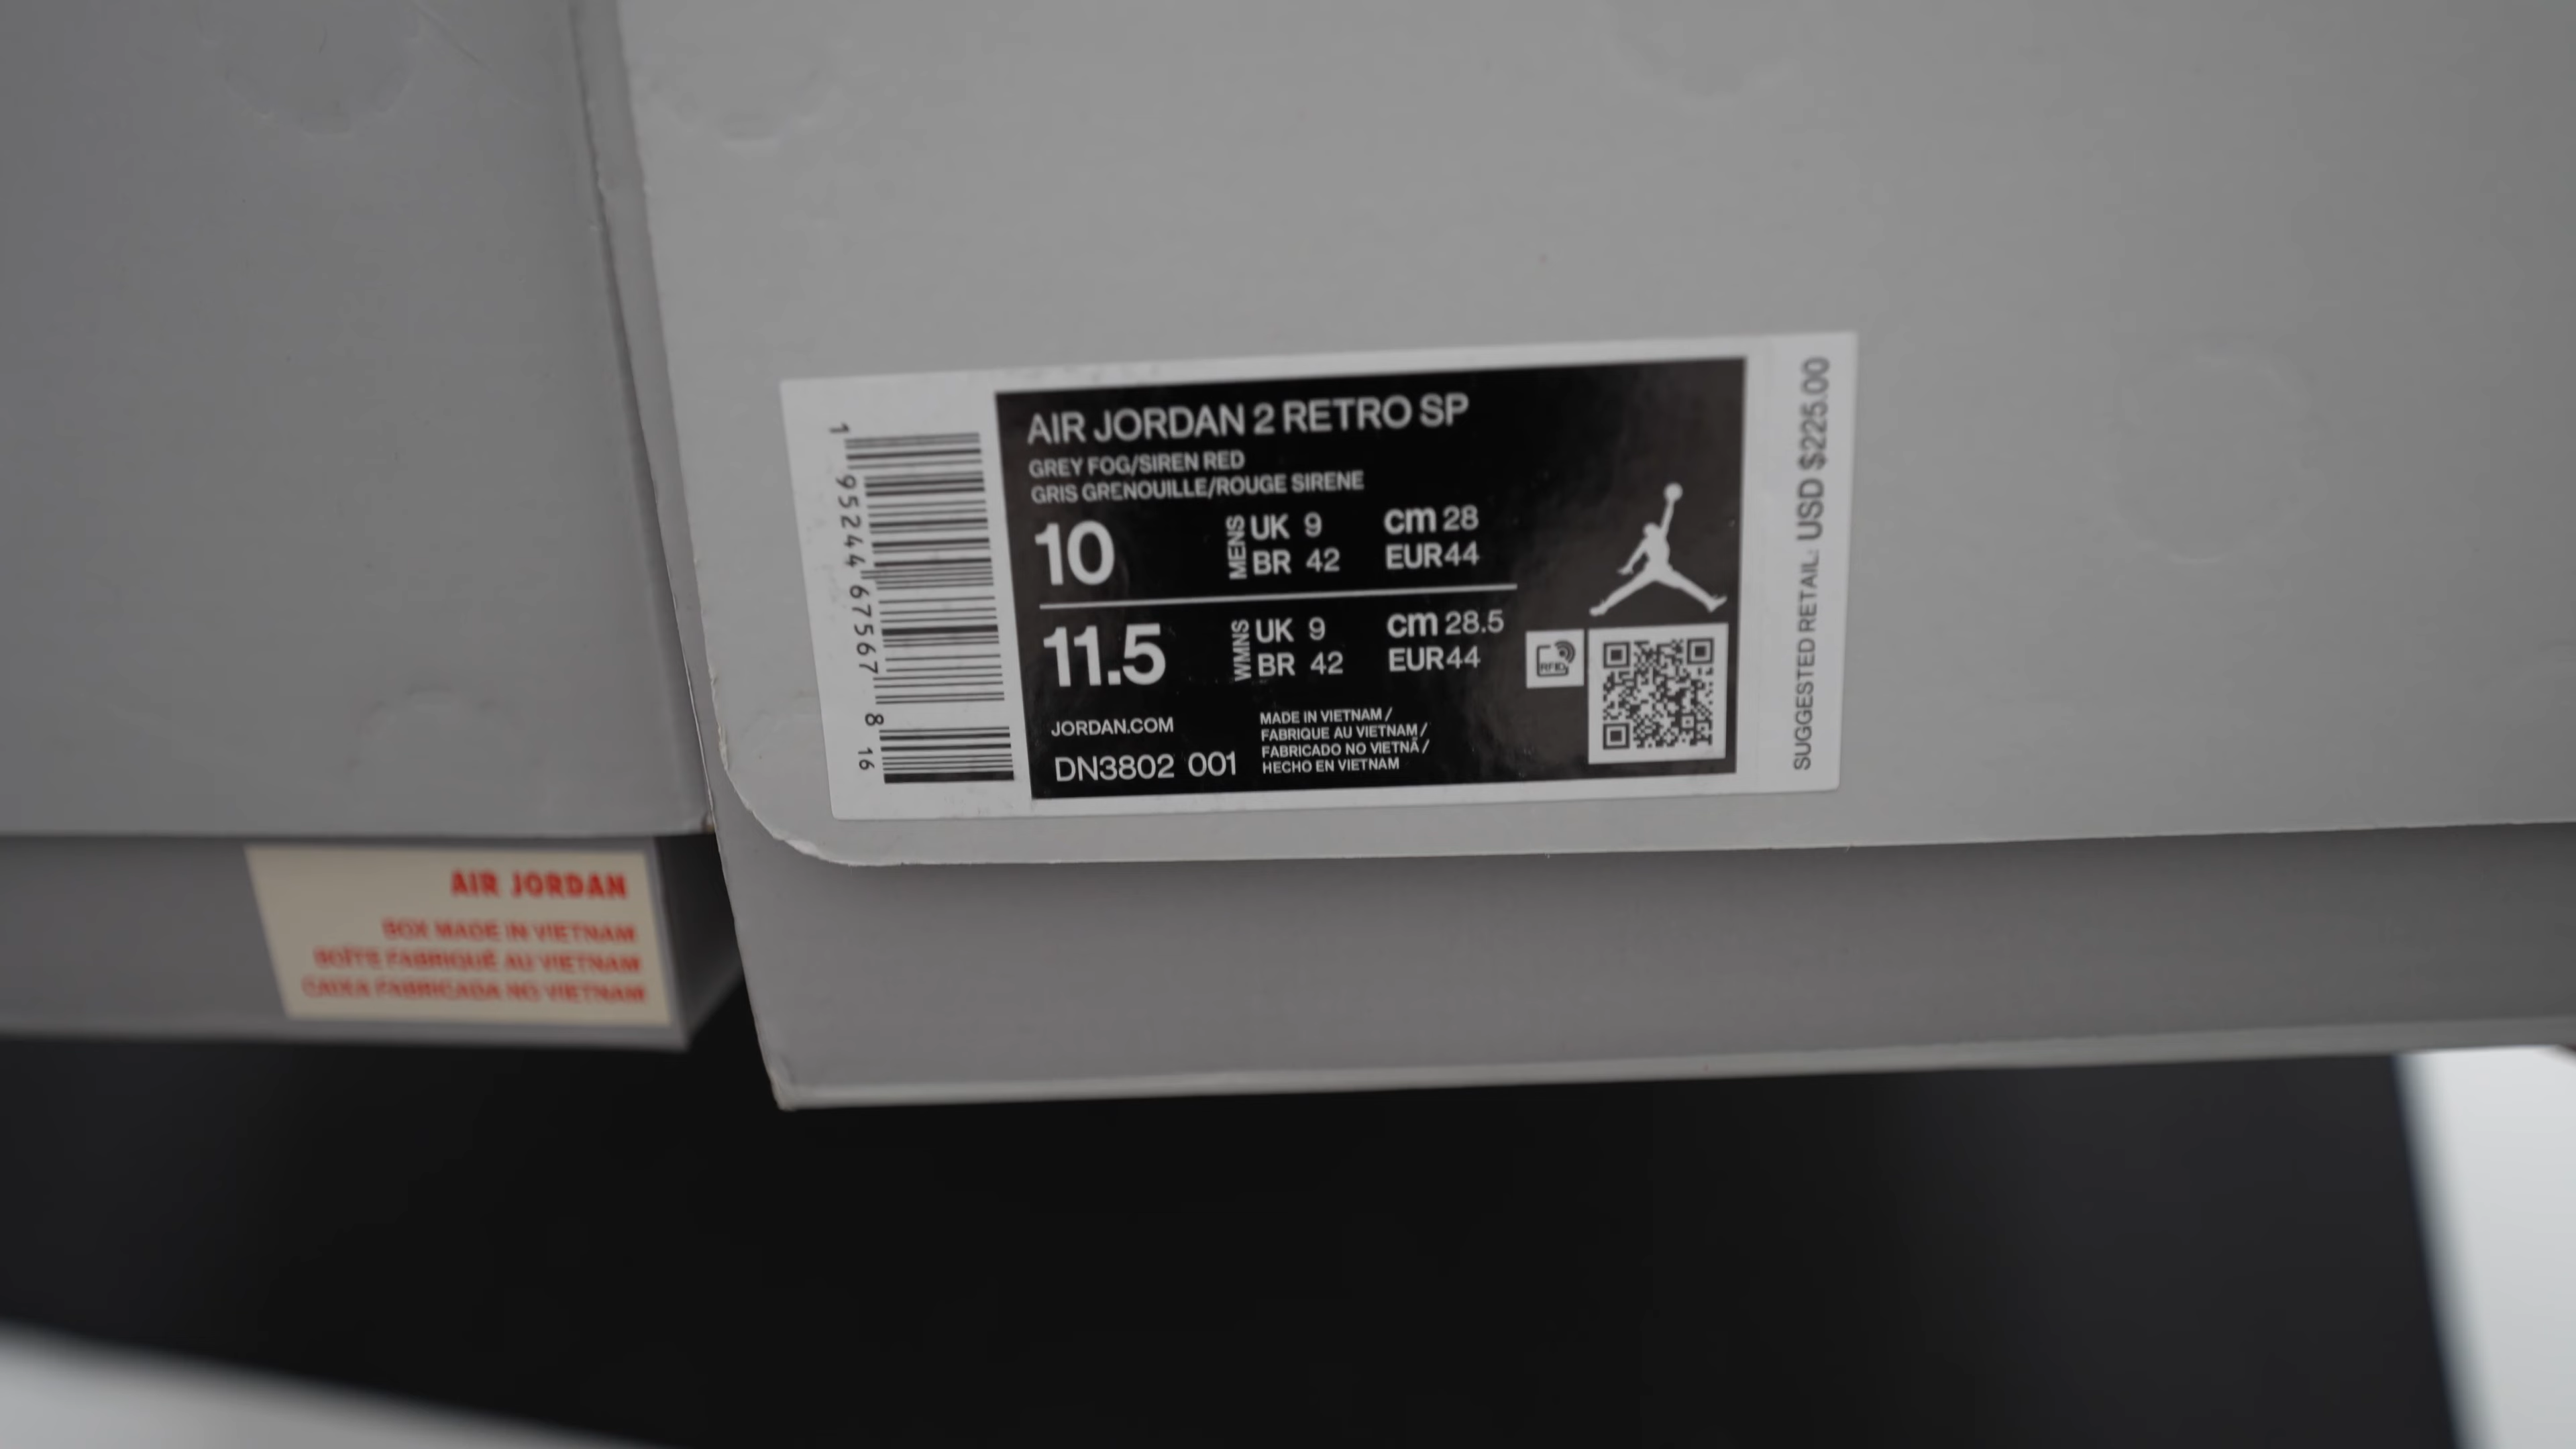 AIR JORDAN 2 RETRO SP
GREY FOG/SIREN RED
GRIS GRENOUILLE/ROUGE SIRENE
10 MENS UK 9 cm 28
BR 42 EUR44
11.5 WMNS UK 9 cm 28.5
BR 42 EUR44
JORDAN.COM
DN3802 001
MADE IN VIETNAM /
FABRIQUE AU VIETNAM /
FABRICADO NO VIETNÃ /
HECHO EN VIETNAM
RFID
1 95244 67567 8 16
SUGGESTED RETAIL: USD $225.00
AIR JORDAN
BOX MADE IN VIETNAM
BOÎTE FABRIQUÉ AU VIETNAM
CAIXA FABRICADA NO VIETNAM